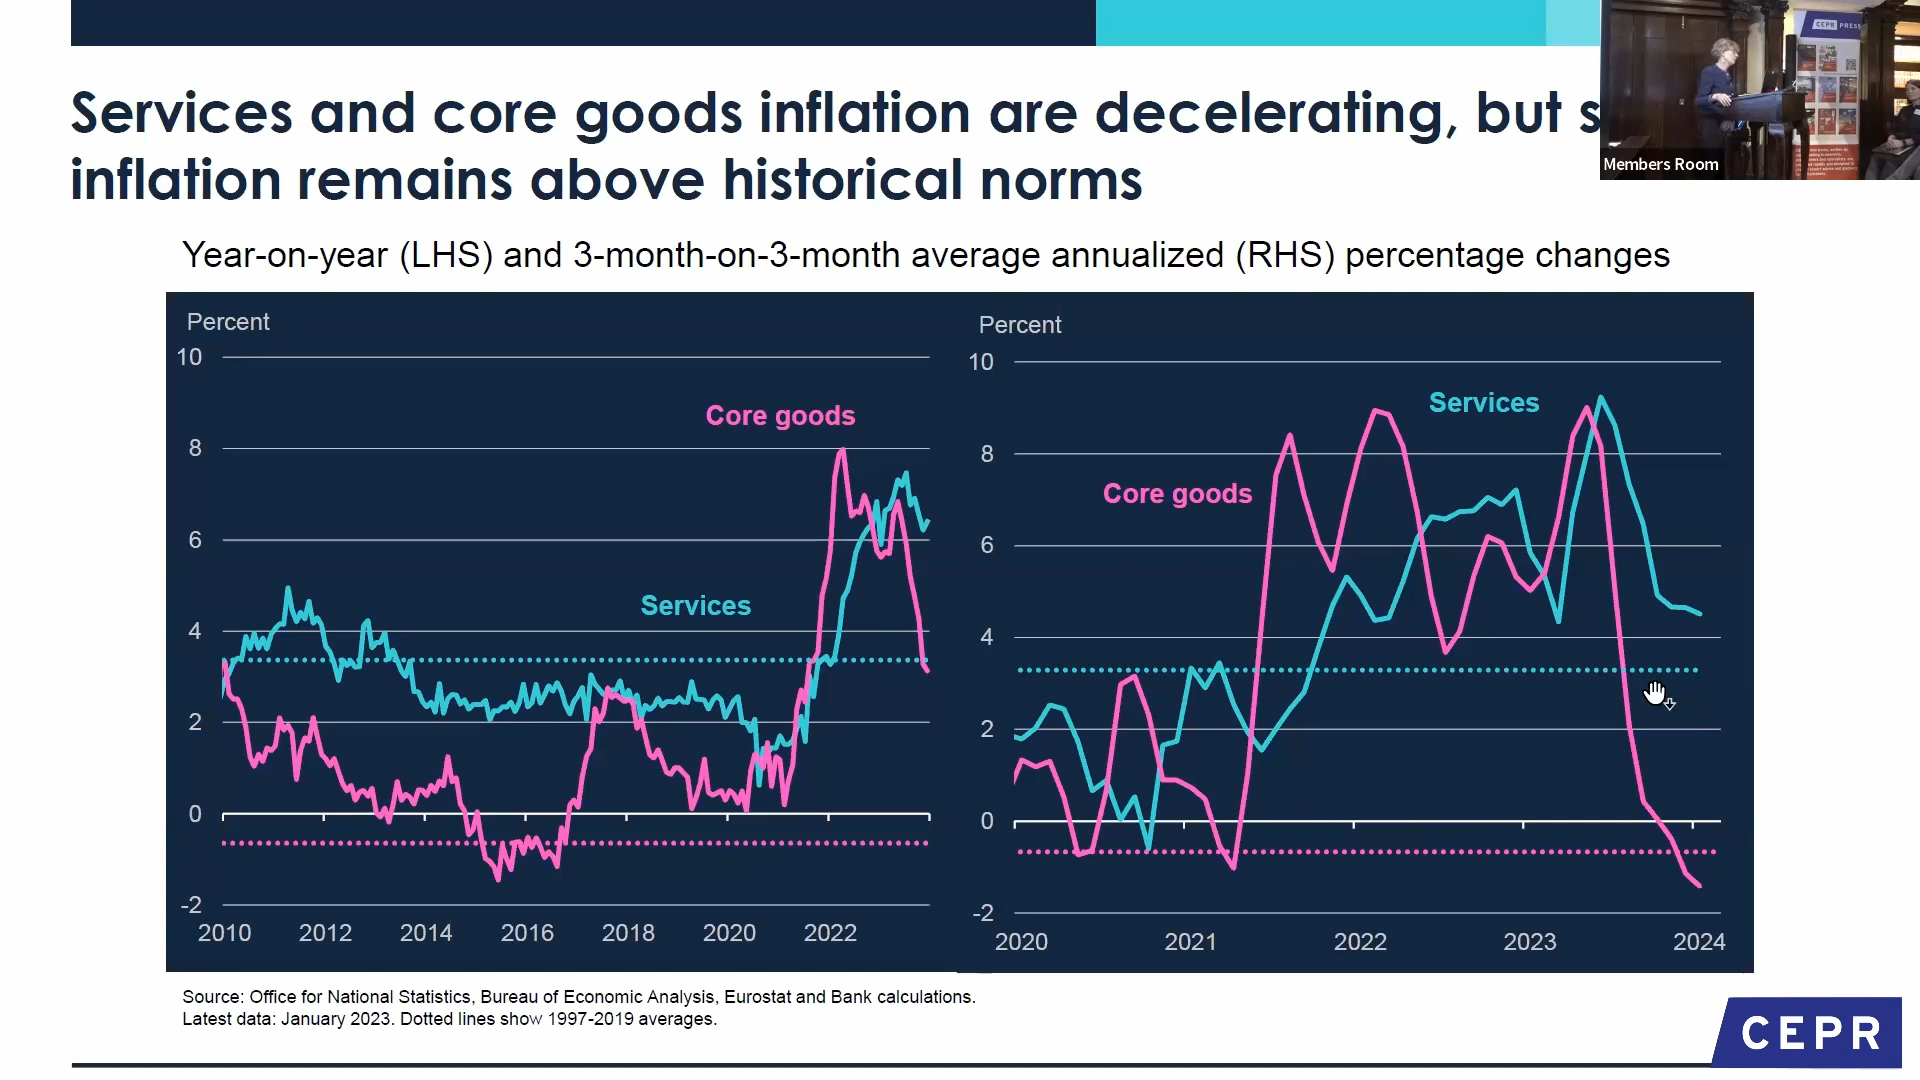 Services and core goods inflation are decelerating, but s
inflation remains above historical norms
CEPR PRESS
Members Room
Year-on-year (LHS) and 3-month-on-3-month average annualized (RHS) percentage changes
Percent
10
8
6
4
2
0
-2
2010 2012 2014 2016 2018 2020 2022
Core goods
Services
Percent
10
8
6
4
2
0
-2
2020 2021 2022 2023 2024
Services
Core goods
Source: Office for National Statistics, Bureau of Economic Analysis, Eurostat and Bank calculations.
Latest data: January 2023. Dotted lines show 1997-2019 averages.
CEPR